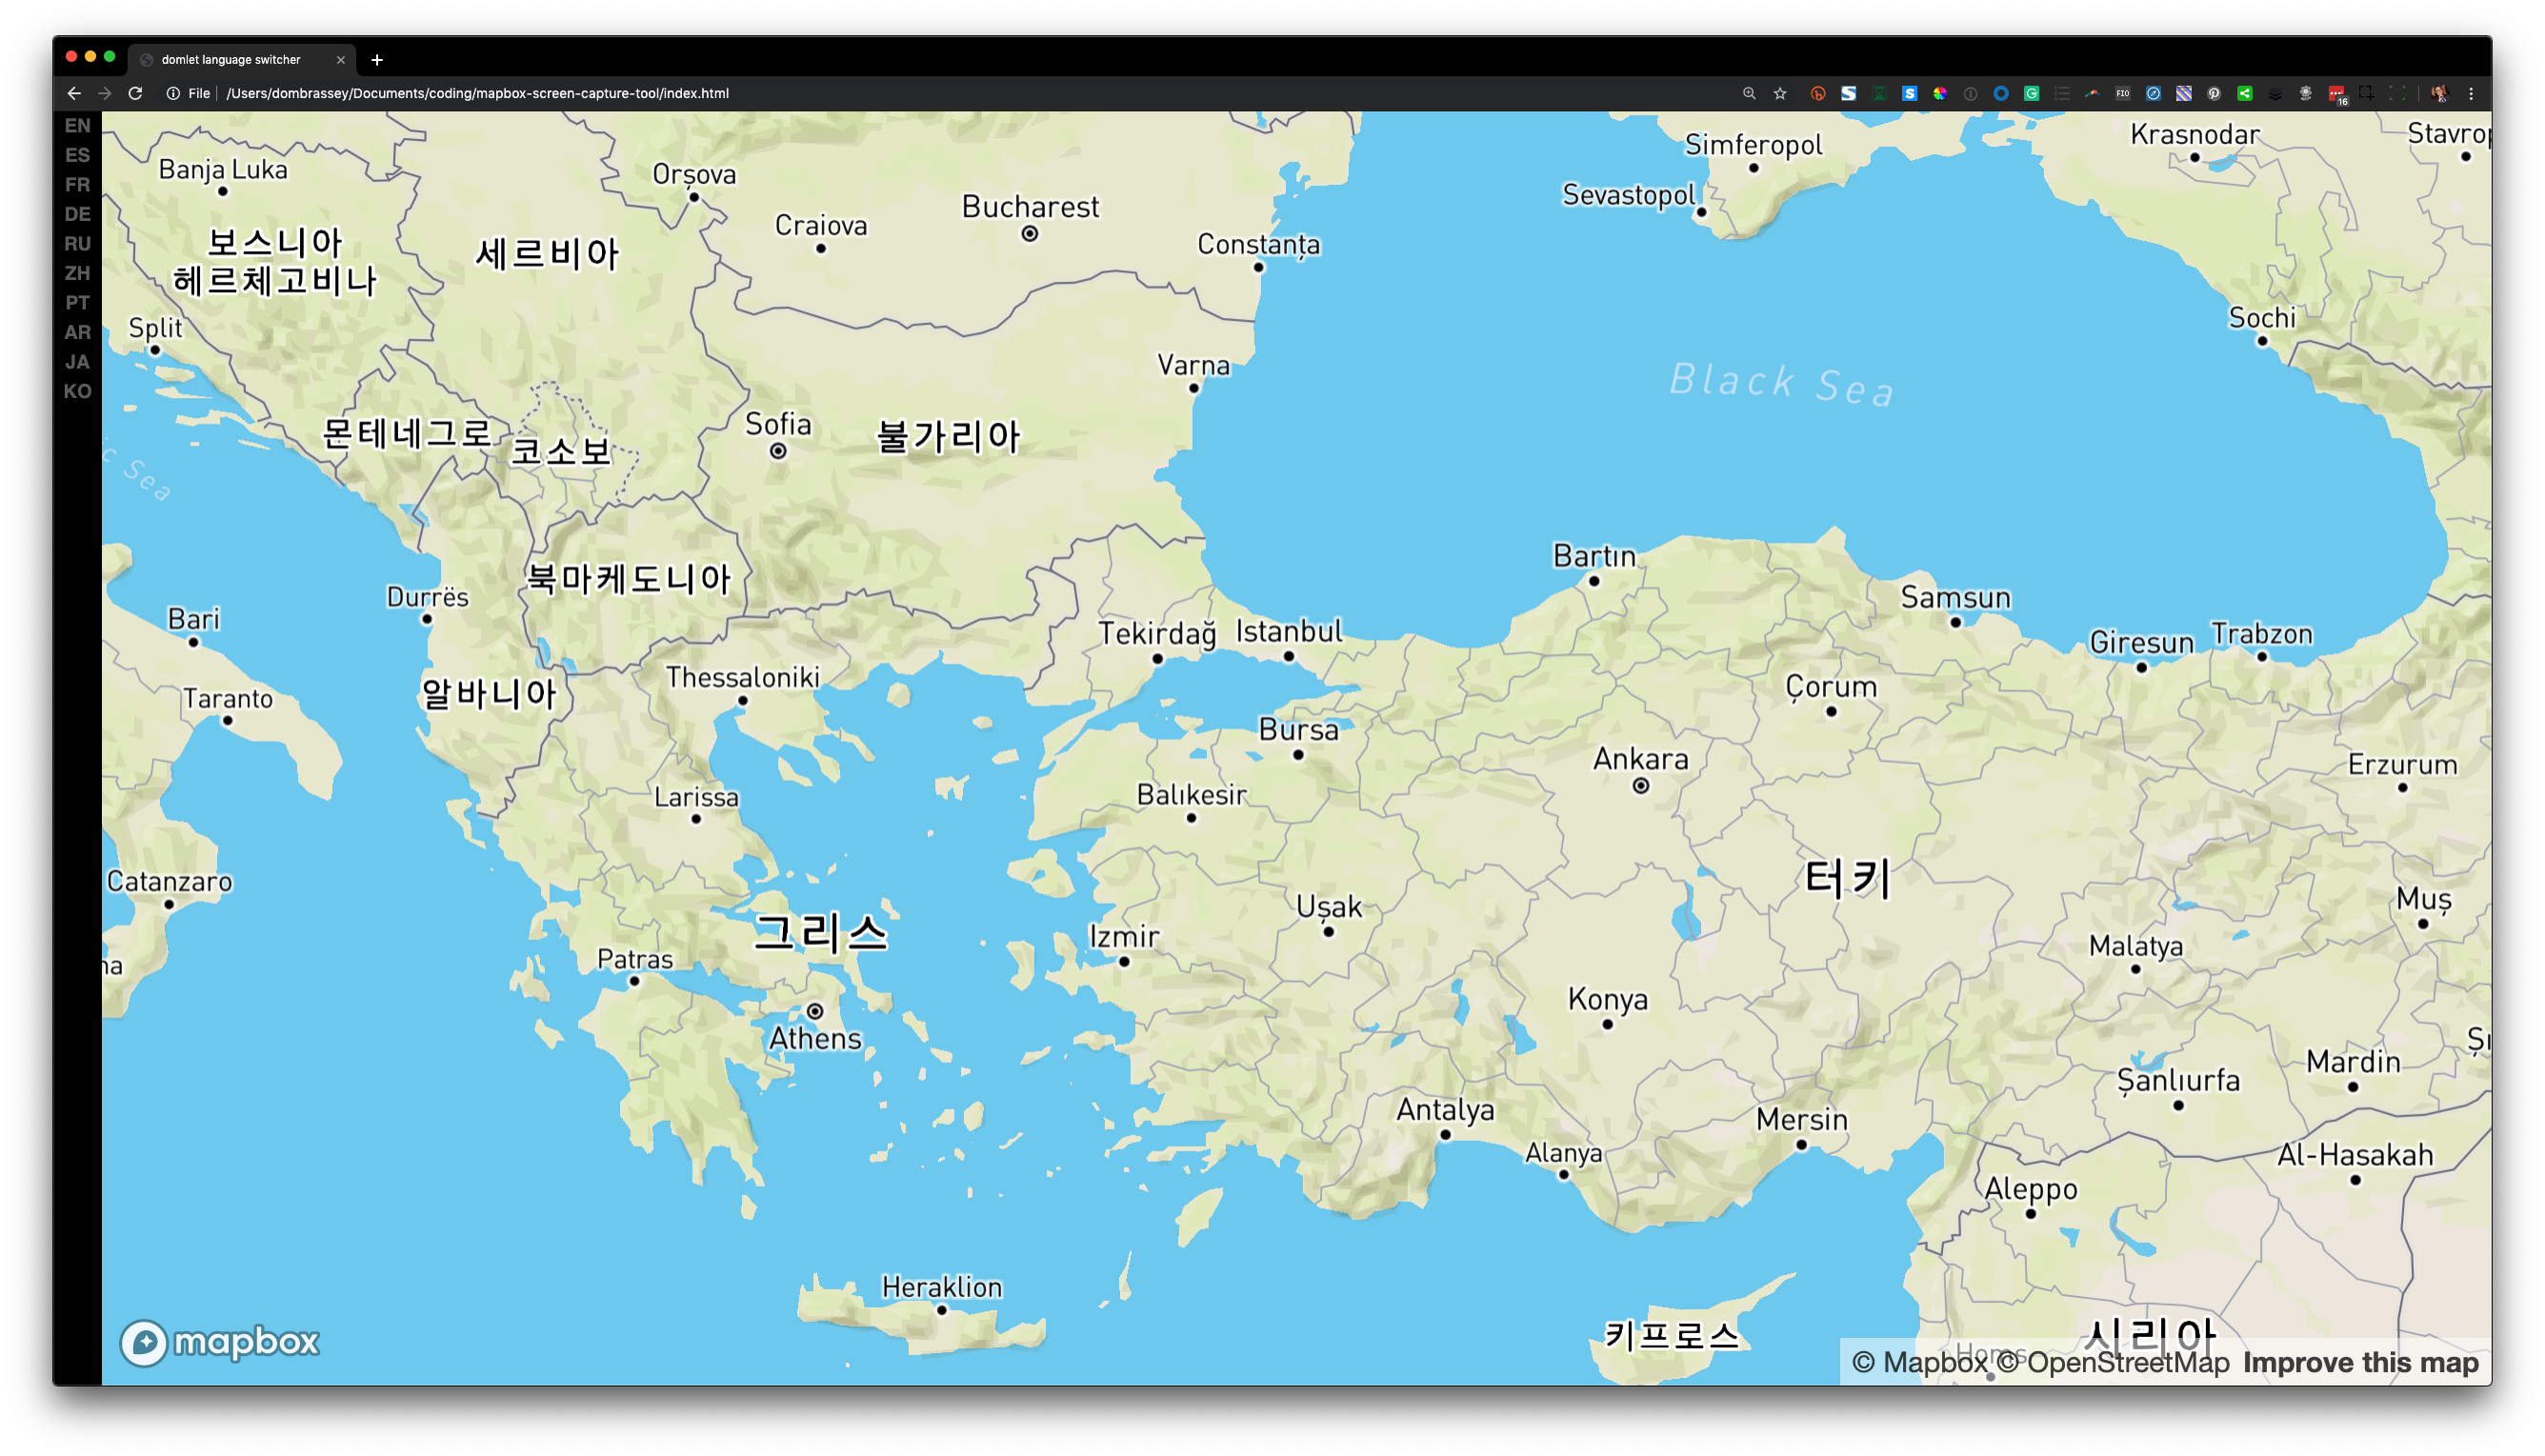 domlet language switcher
File
/Users/dombrassey/Documents/coding/mapbox-screen-capture-tool/index.html
16
EN
ES
FR
DE
RU
ZH
PT
AR
JA
KO
Banja Luka
Orșova
Craiova
Bucharest
Constanța
Simferopol
Sevastopol
Krasnodar
Stavrop
보스니아
헤르체고비나
세르비아
Split
Sochi
Varna
Black Sea
몬테네그로
코소보
Sofia
불가리아
c Sea
북마케도니아
Bartın
Durrës
Samsun
Bari
Tekirdağ
Istanbul
Giresun
Trabzon
Thessaloniki
알바니아
Taranto
Çorum
Bursa
Ankara
Erzurum
Larissa
Balıkesir
Catanzaro
터키
Muş
Uşak
그리스
Izmir
Malatya
na
Patras
Konya
Athens
Şı
Mardin
Şanlıurfa
Antalya
Mersin
Alanya
Al-Hasakah
Aleppo
Heraklion
키프로스
시리아
Homs
mapbox
© Mapbox © OpenStreetMap Improve this map